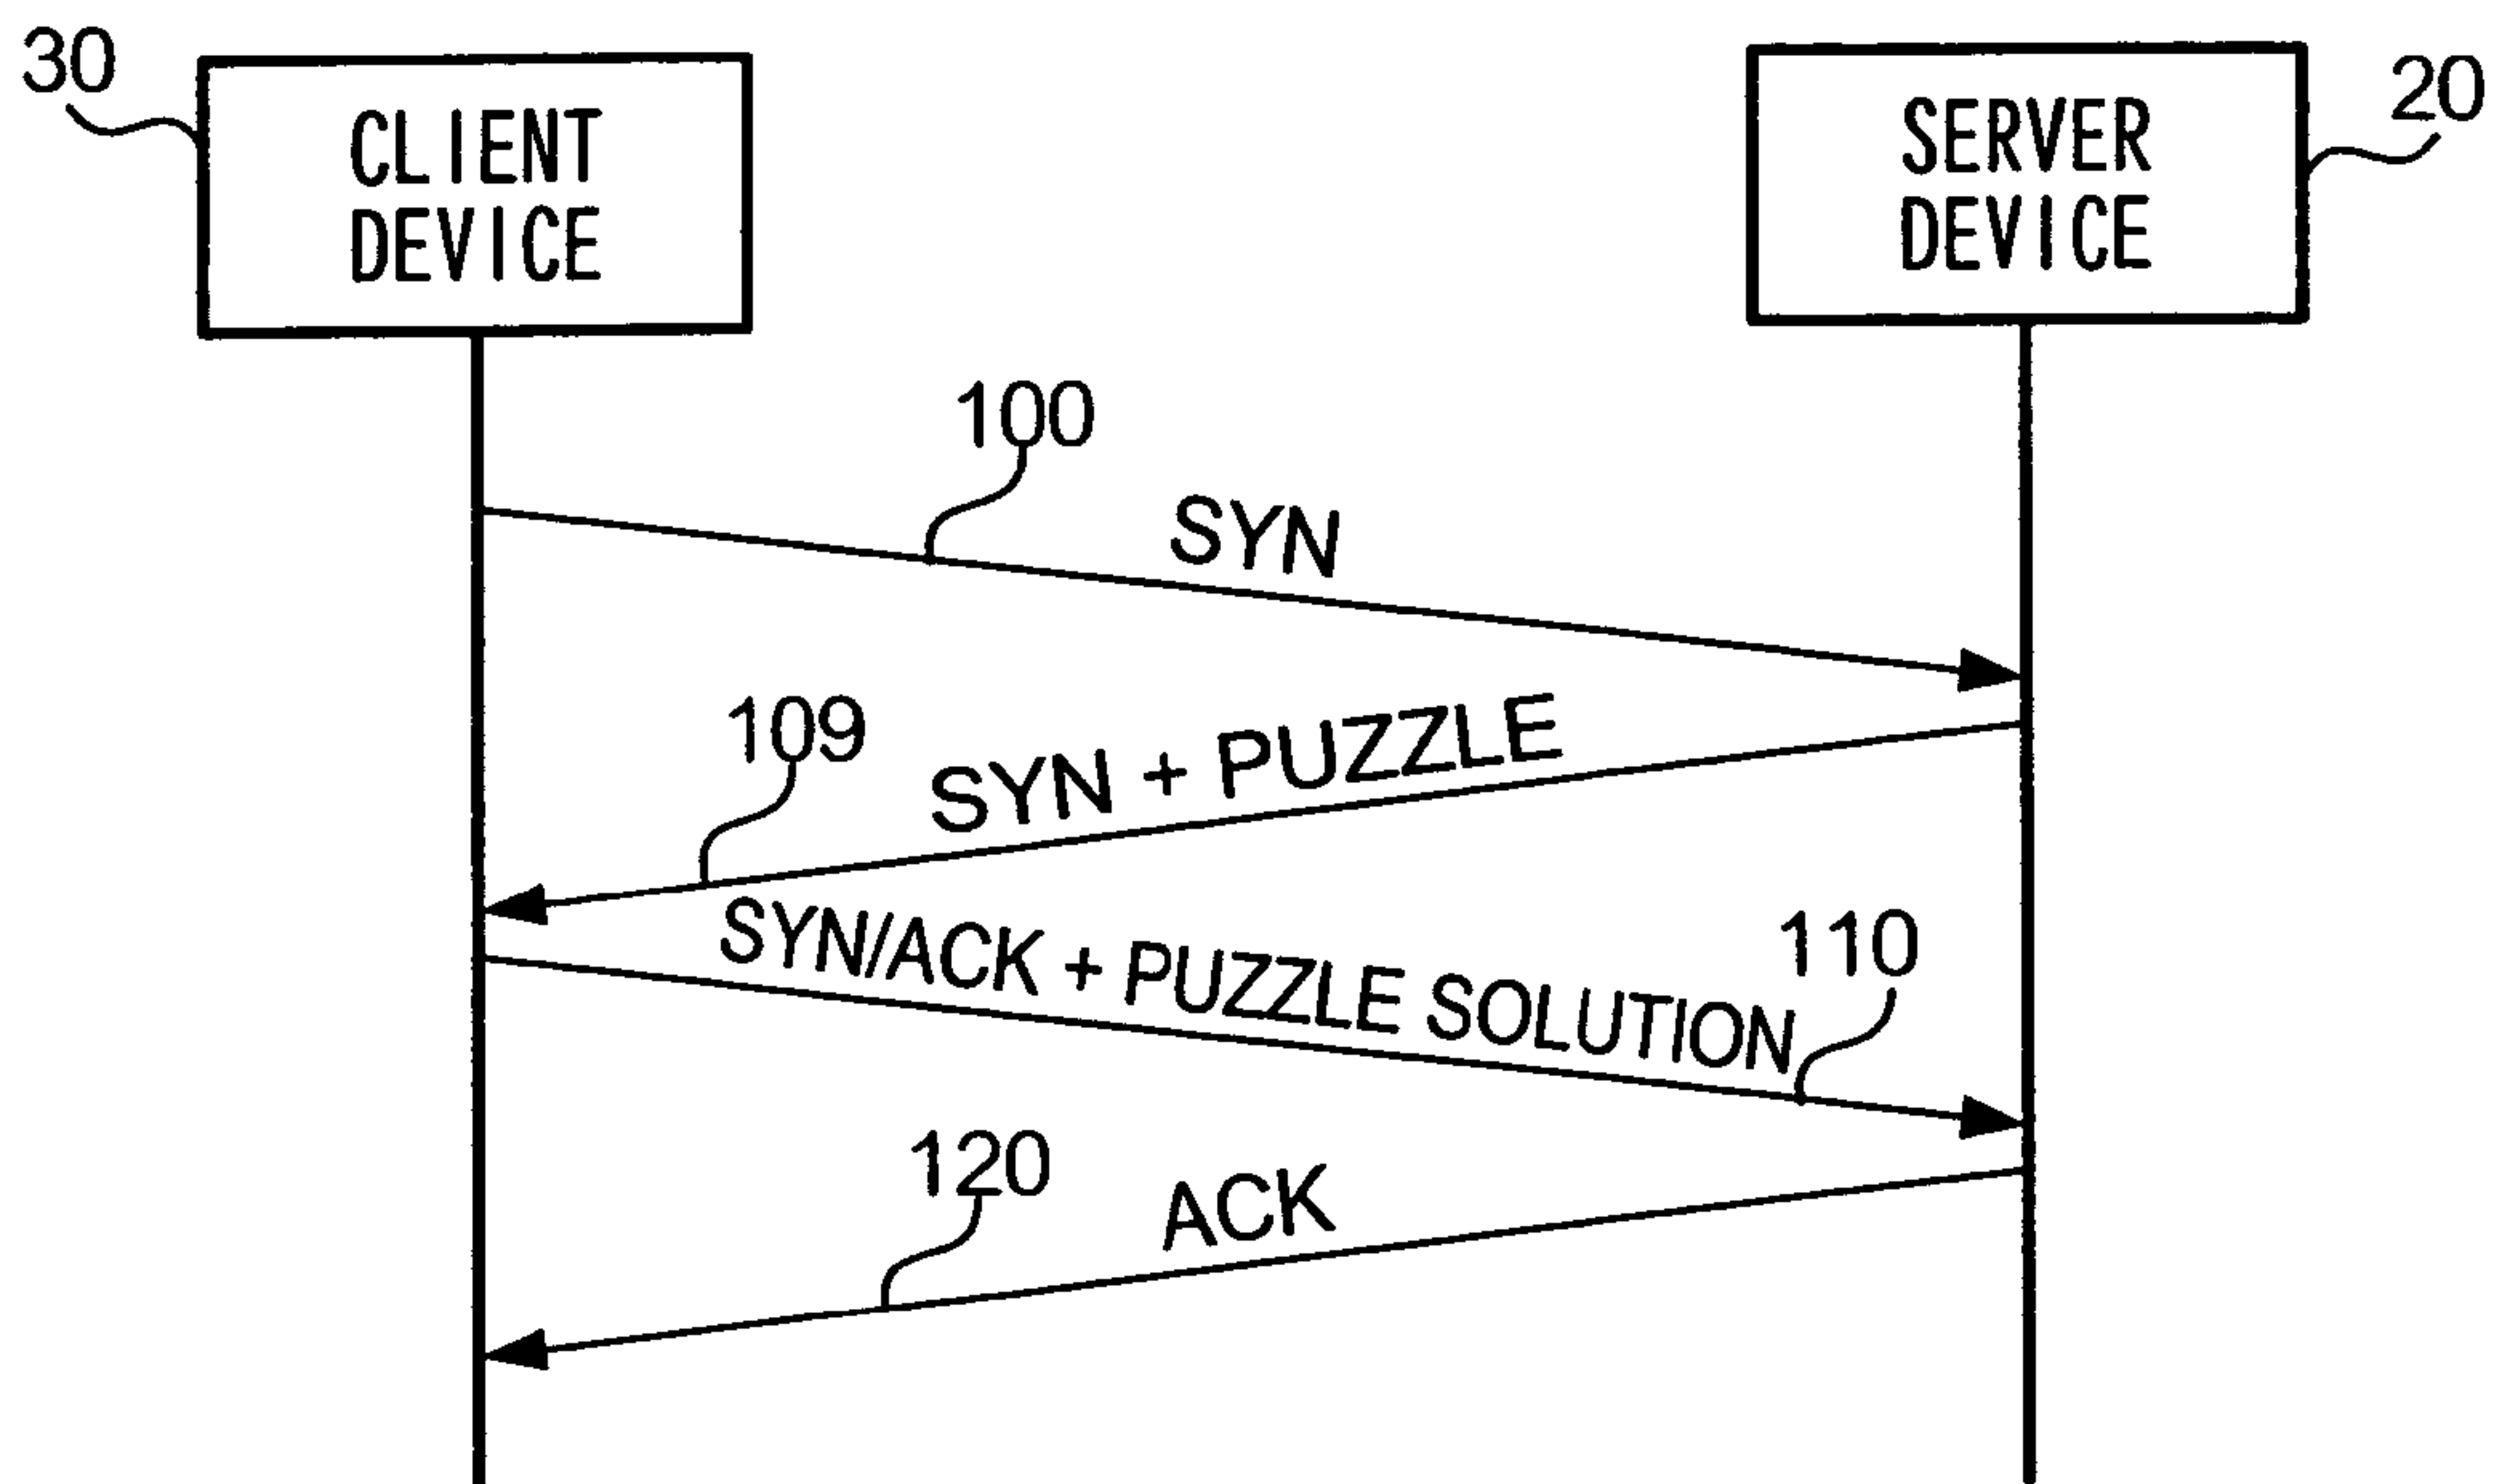 30
CLIENT
DEVICE
SERVER
DEVICE
20
100
SYN
109
SYN + PUZZLE
SYN/ACK + PUZZLE SOLUTION
110
120
ACK